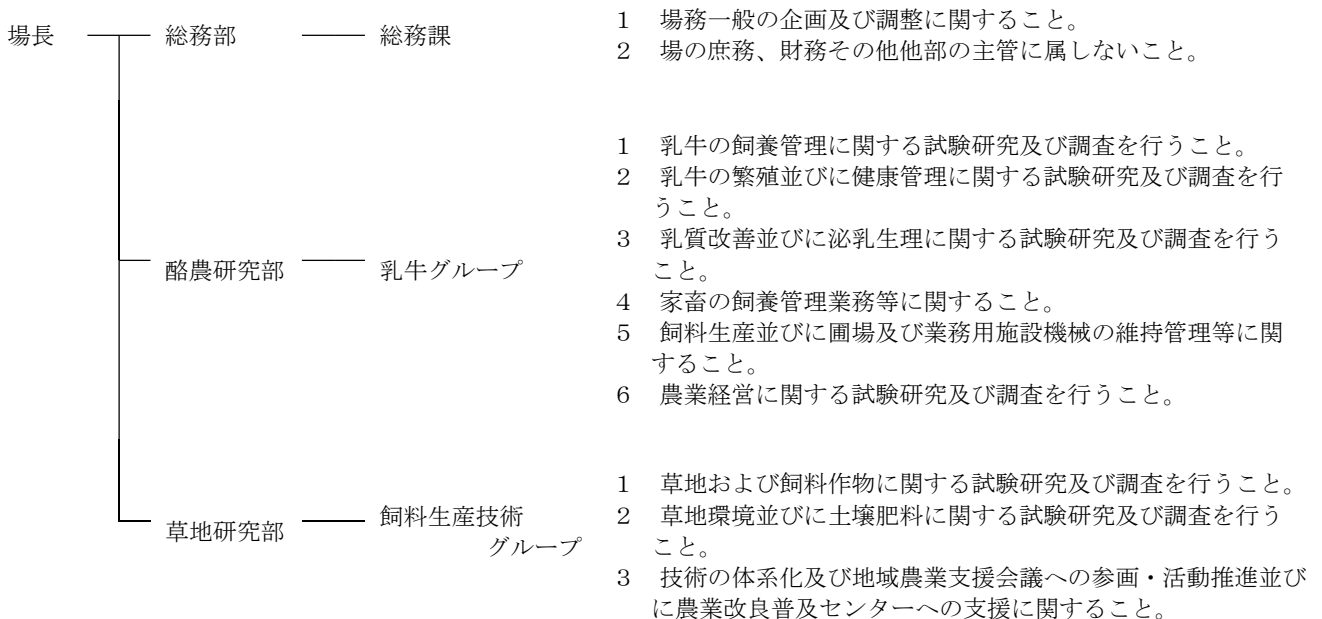 場長
総務部
総務課
１　場務一般の企画及び調整に関すること。
２　場の庶務、財務その他他部の主管に属しないこと。
酪農研究部
乳牛グループ
１　乳牛の飼養管理に関する試験研究及び調査を行うこと。
２　乳牛の繁殖並びに健康管理に関する試験研究及び調査を行
うこと。
３　乳質改善並びに泌乳生理に関する試験研究及び調査を行う
こと。
４　家畜の飼養管理業務等に関すること。
５　飼料生産並びに圃場及び業務用施設機械の維持管理等に関
すること。
６　農業経営に関する試験研究及び調査を行うこと。
草地研究部
飼料生産技術
グループ
１　草地および飼料作物に関する試験研究及び調査を行うこと。
２　草地環境並びに土壌肥料に関する試験研究及び調査を行う
こと。
３　技術の体系化及び地域農業支援会議への参画・活動推進並び
に農業改良普及センターへの支援に関すること。